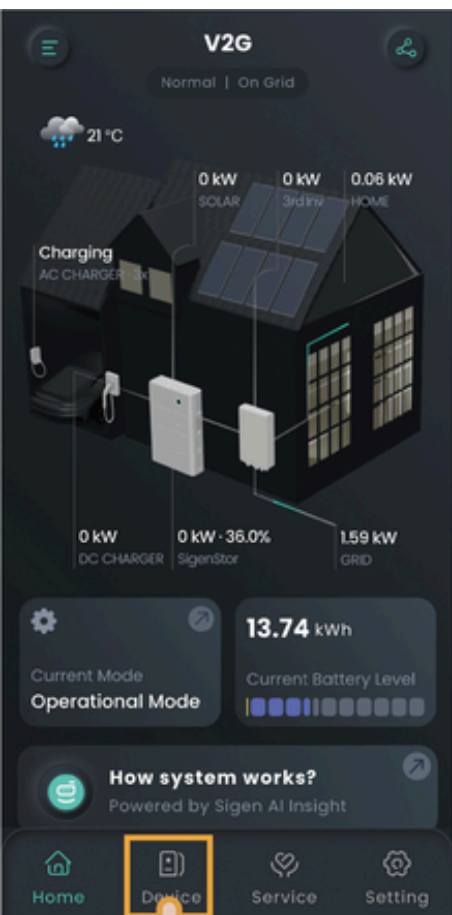 V2G
Normal | On Grid
21 °C
0 kW
SOLAR
0 kW
3rd Inv
0.06 kW
HOME
Charging
AC CHARGER · 3x
0 kW
DC CHARGER
0 kW · 36.0%
SigenStor
1.59 kW
GRID
Current Mode
Operational Mode
13.74 kWh
Current Battery Level
How system works?
Powered by Sigen AI Insight
Home
Device
Service
Setting